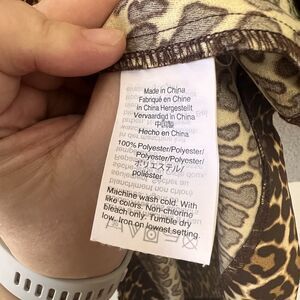 Made in China
Fabriqué en Chine
In China Hergestellt
Vervaardigd in China
中国製
Hecho en China
100% Polyester/Polyester/
Polyester/Polyester/
ポリエステル/
poliéster
Machine wash cold. With
like colors. Non-chlorine
bleach only. Tumble dry
low. Iron on lowest setting.